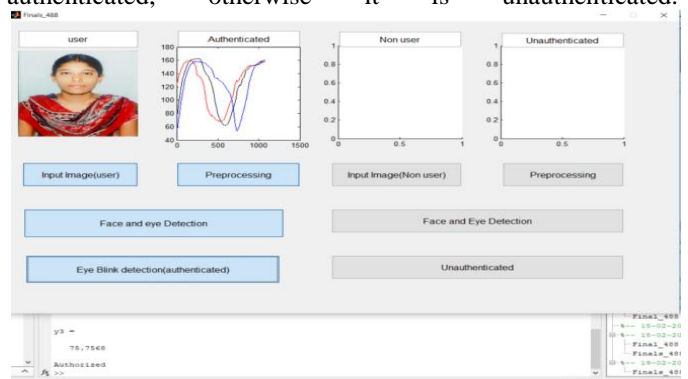 authenticated, otherwise it is unauthenticated.
Finals_488
user
Authenticated
Non user
Unauthenticated
180
160
140
120
100
80
60
40
0 500 1000 1500
1
0.8
0.6
0.4
0.2
0
0 0.5 1
1
0.8
0.6
0.4
0.2
0
0 0.5 1
Input Image(user)
Preprocessing
Input Image(Non user)
Preprocessing
Face and eye Detection
Face and Eye Detection
Eye Blink detection(authenticated)
Unauthenticated
y3 =
75.7568
Authorized
fx >>
Final_488
%-- 15-02-20
%-- 18-02-20
Final_488
Finals_488
%-- 19-02-20
Finals_488